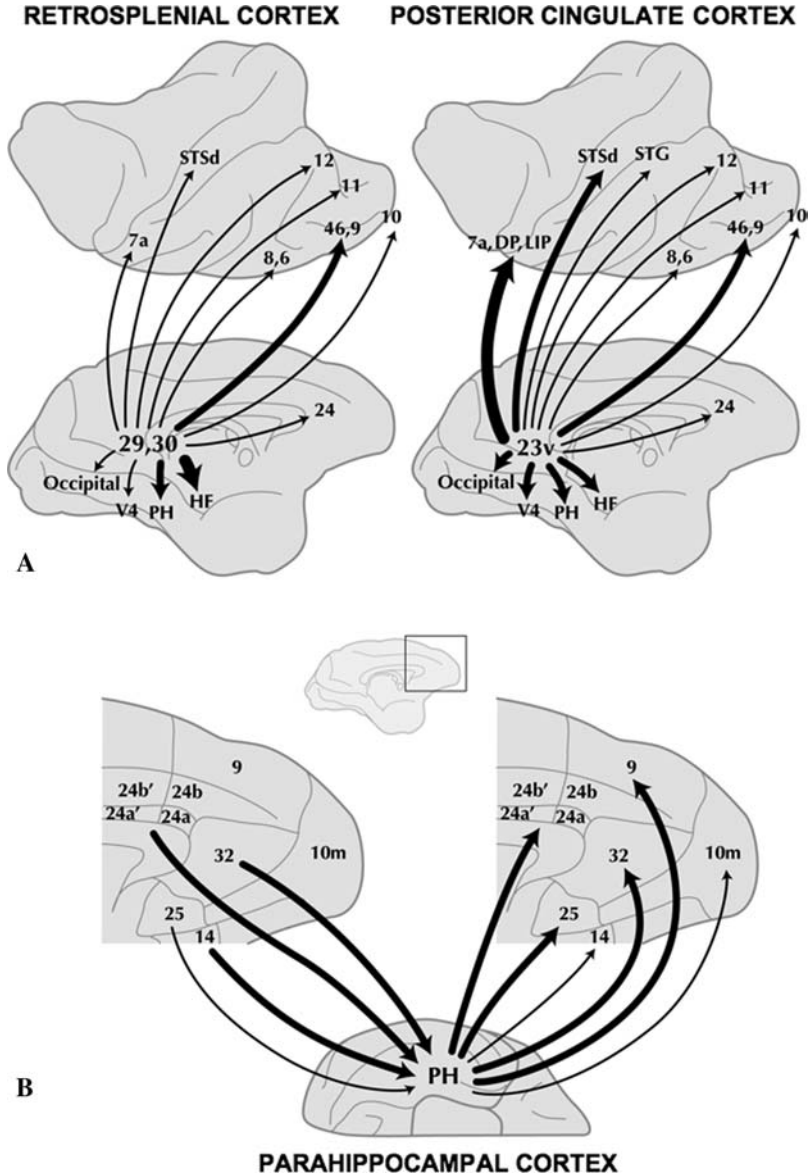 RETROSPLENIAL CORTEX
POSTERIOR CINGULATE CORTEX
STSd
12
11
10
46,9
7a
8,6
24
29,30
Occipital
V4
PH
HF
STSd
STG
12
11
10
46,9
7a, DP, LIP
8,6
24
23v
Occipital
V4
PH
HF
A
9
24b'
24b
24a'
24a
32
10m
25
14
9
24b'
24b
24a'
24a
32
10m
25
14
PH
B
PARAHIPPOCAMPAL CORTEX